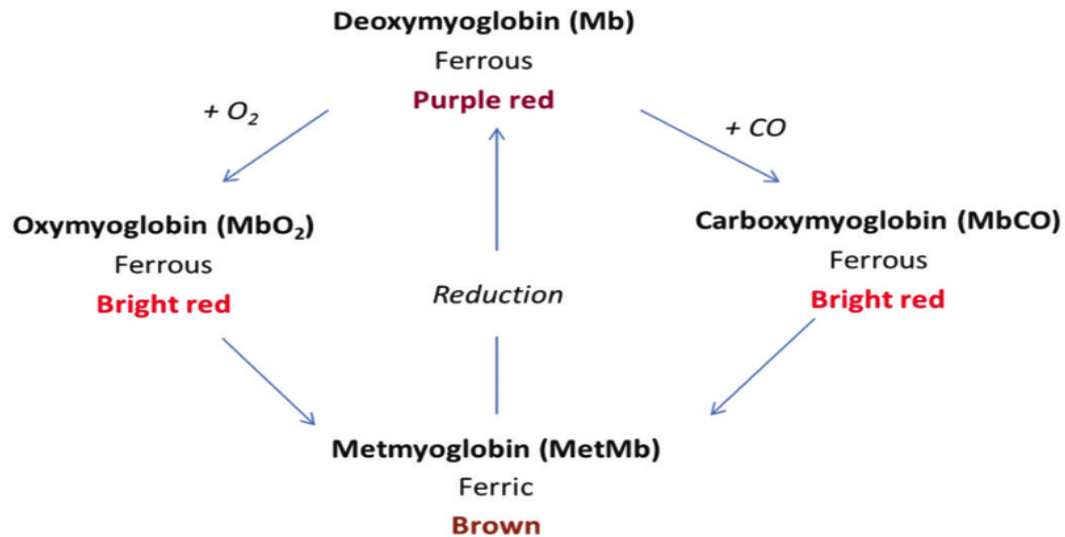 Deoxymyoglobin (Mb)
Ferrous
Purple red
+ O₂
+ CO
Oxymyoglobin (MbO₂)
Ferrous
Bright red
Carboxymyoglobin (MbCO)
Ferrous
Bright red
Reduction
Metmyoglobin (MetMb)
Ferric
Brown